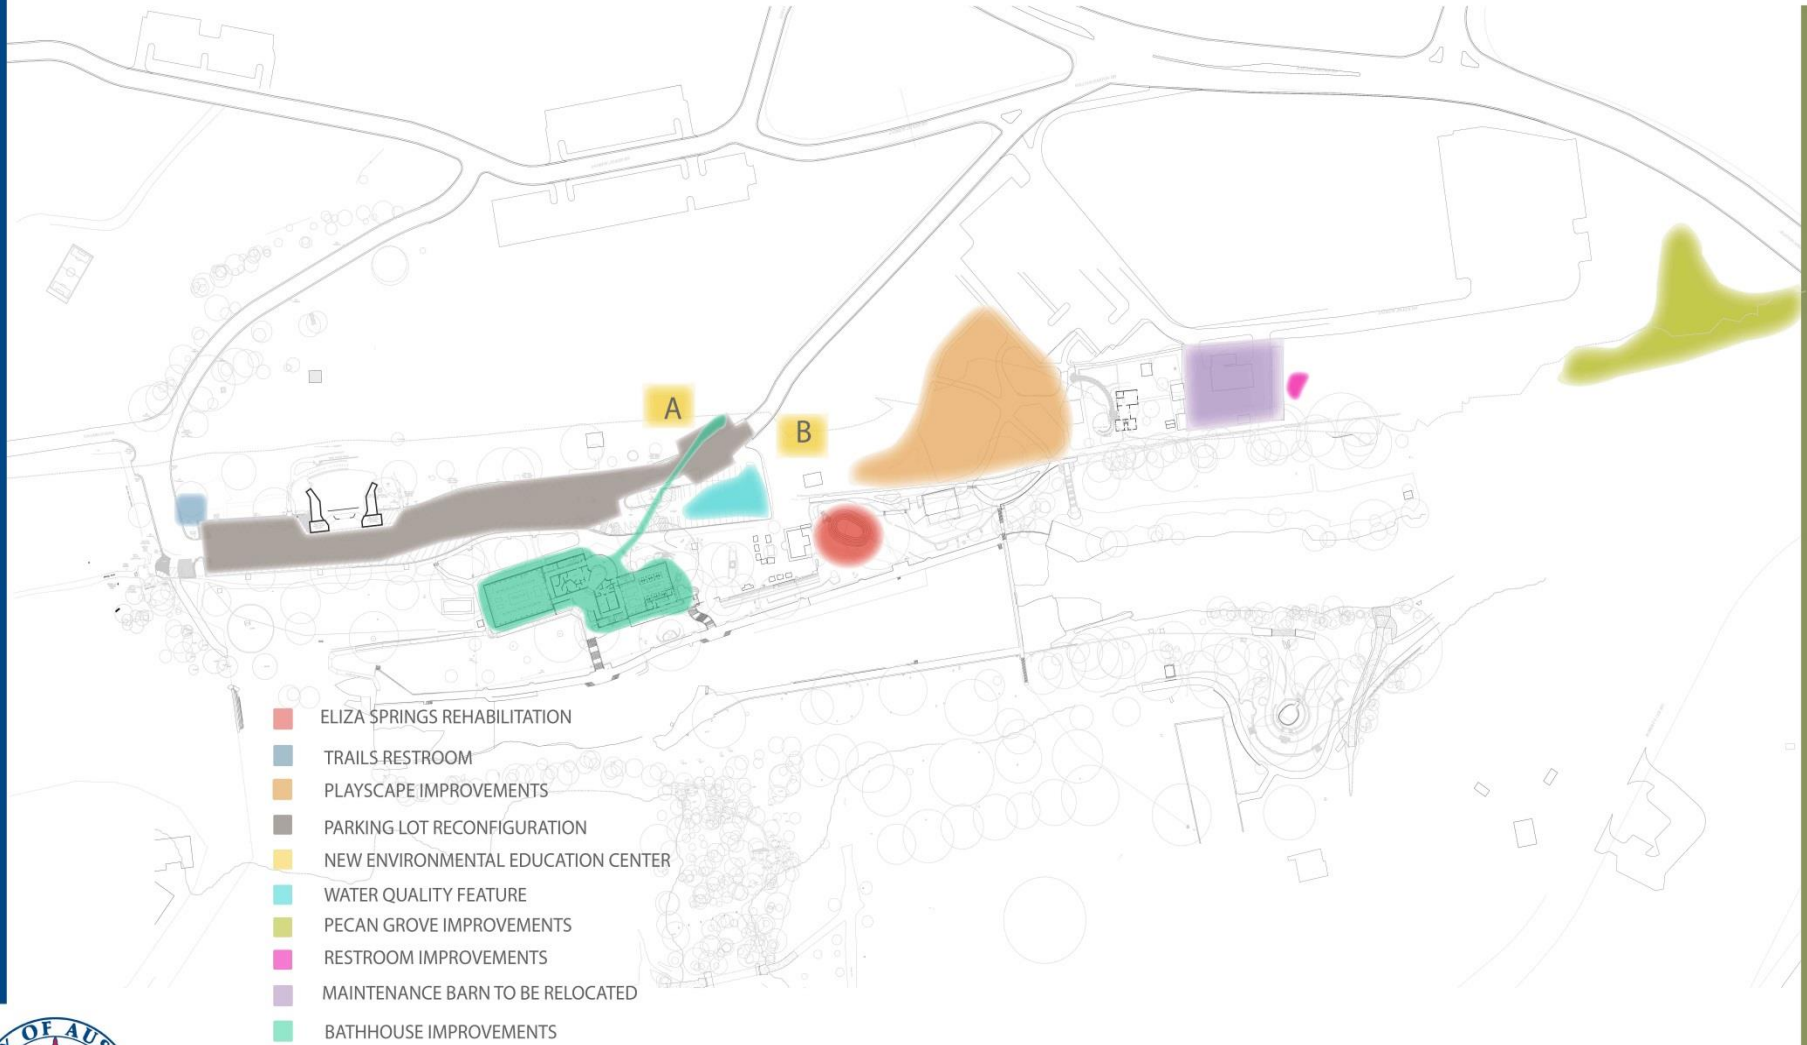 A
B
ELIZA SPRINGS REHABILITATION
TRAILS RESTROOM
PLAYSCAPE IMPROVEMENTS
PARKING LOT RECONFIGURATION
NEW ENVIRONMENTAL EDUCATION CENTER
WATER QUALITY FEATURE
PECAN GROVE IMPROVEMENTS
RESTROOM IMPROVEMENTS
MAINTENANCE BARN TO BE RELOCATED
BATHHOUSE IMPROVEMENTS
OF